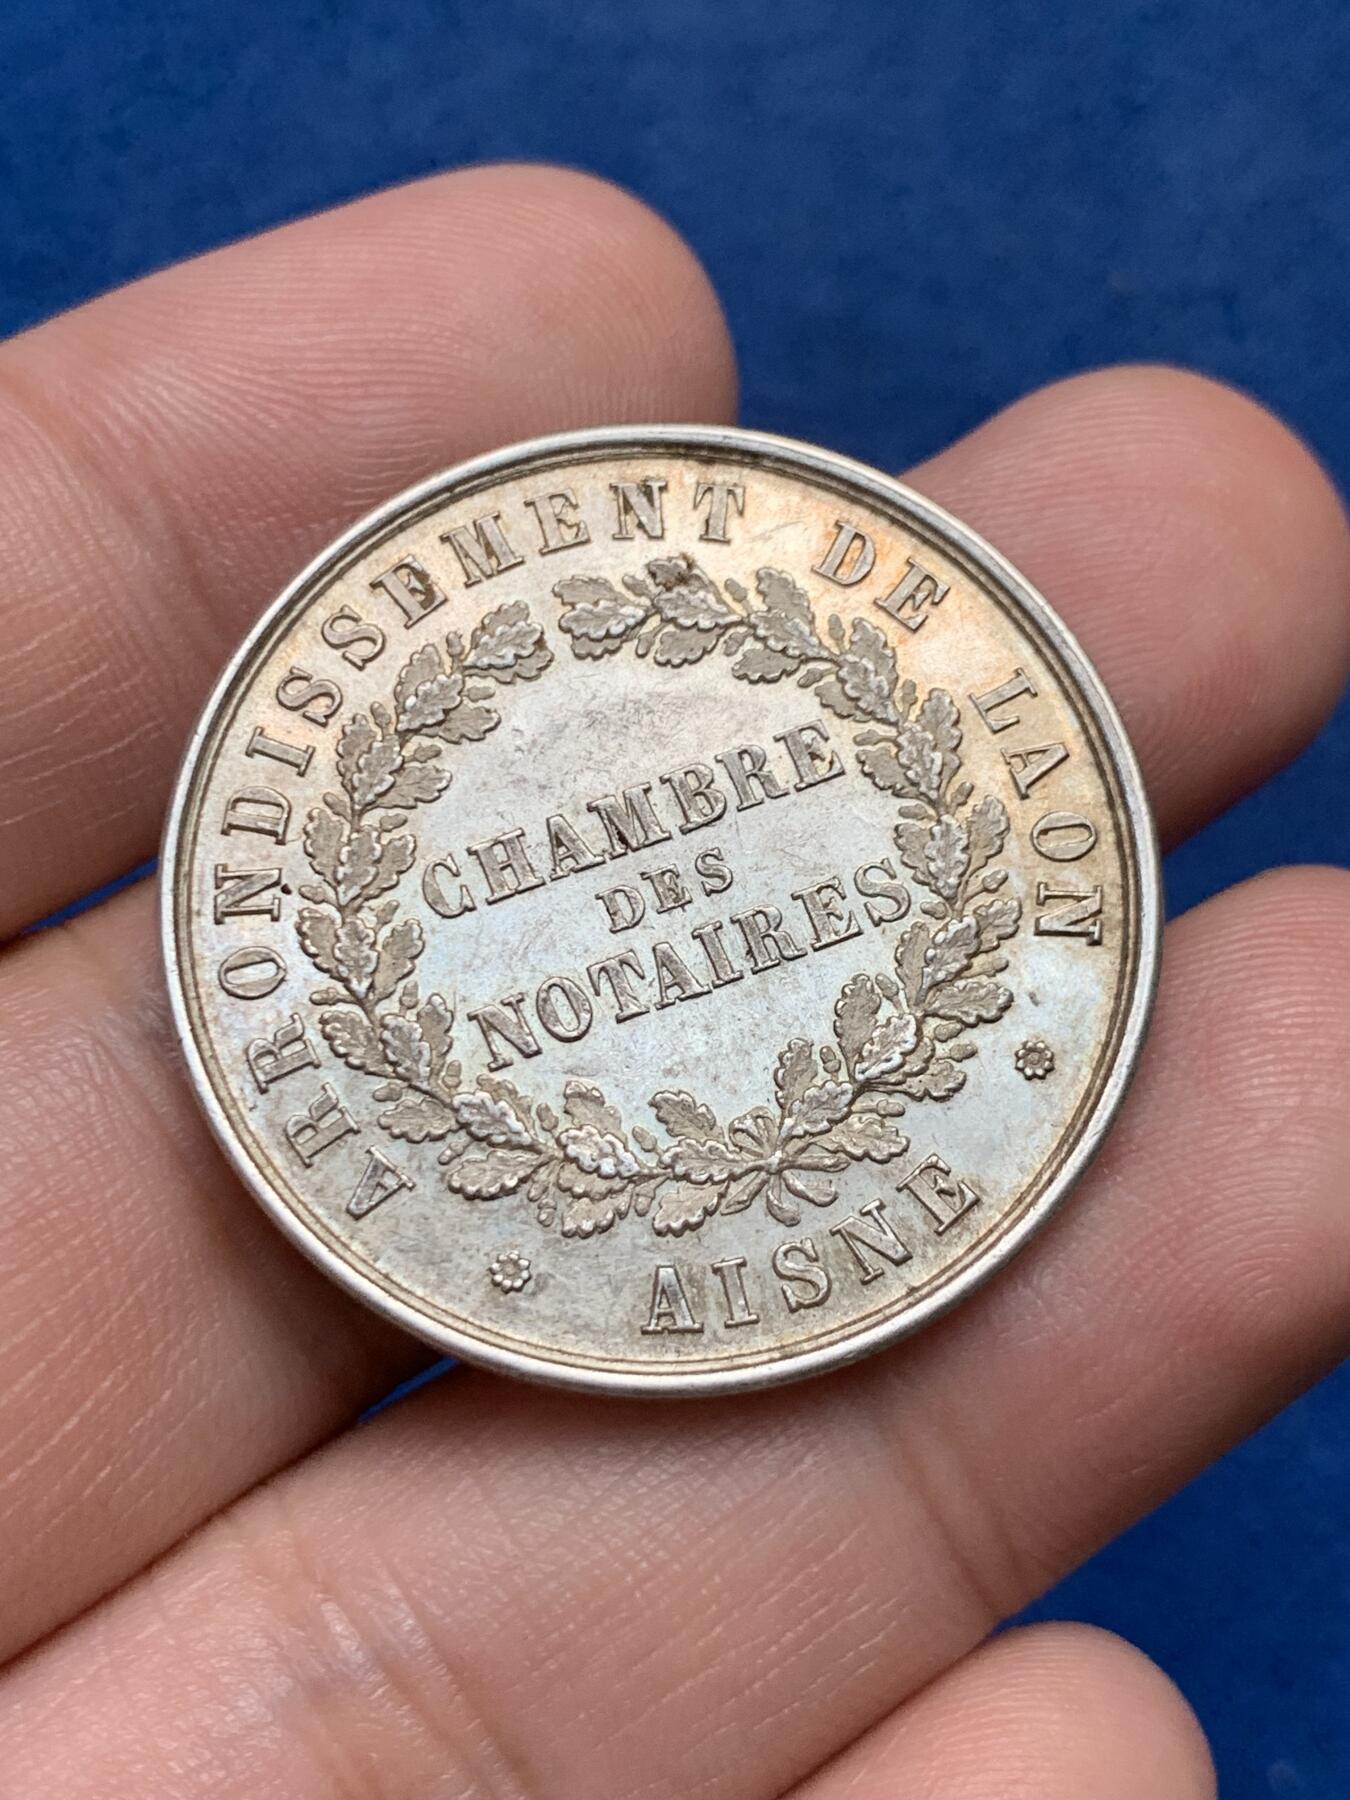 ARRONDISSEMENT DE LAON
CHAMBRE
DES
NOTAIRES
AISNE